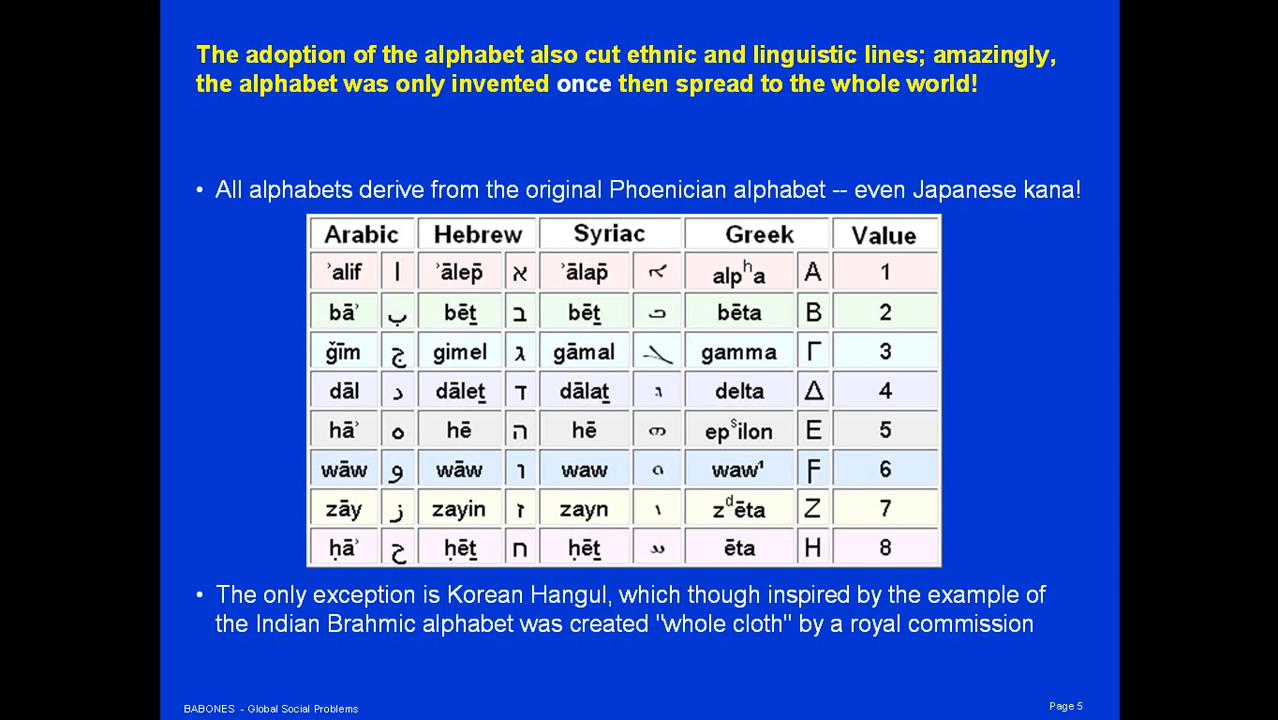 The adoption of the alphabet also cut ethnic and linguistic lines; amazingly,
the alphabet was only invented once then spread to the whole world!
• All alphabets derive from the original Phoenician alphabet -- even Japanese kana!
Arabic Hebrew Syriac Greek Value
ʾalif ا ʾālep̄ א ʾālap̄ ܐ alpʰa Α 1
bāʾ ب bēṯ ב bēṯ ܒ bēta Β 2
ǧīm ج gimel ג gāmal ܓ gamma Γ 3
dāl د dāleṯ ד dālaṯ ܕ delta Δ 4
hāʾ ه hē ה hē ܗ epˢilon Ε 5
wāw و wāw ו waw ܘ waw¹ Ϝ 6
zāy ز zayin ז zayn ܙ zᵈēta Ζ 7
ḥāʾ ح ḥēṯ ח ḥēṯ ܚ ēta Η 8
• The only exception is Korean Hangul, which though inspired by the example of
the Indian Brahmic alphabet was created "whole cloth" by a royal commission
BABONES - Global Social Problems
Page 5